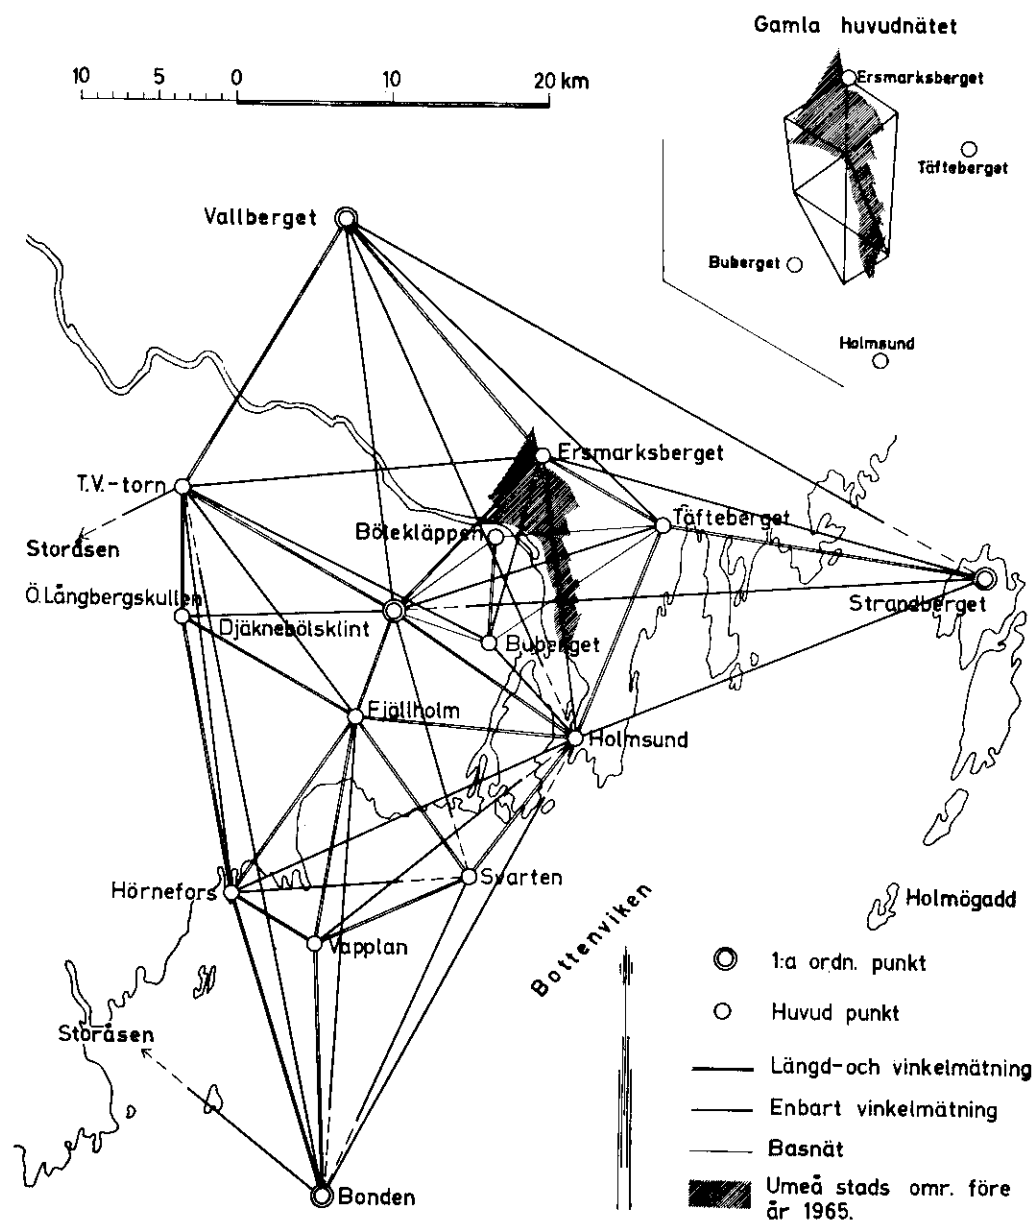 Gamla huvudnätet
Ersmarksberget
Täfteberget
Buberget
Holmsund
10 5 0 10 20 km
Vallberget
Ersmarksberget
T.V.-torn
Täfteberget
Bölekläppen
Storåsen
Ö.Långbergskullen
Strandberget
Djäknebölsklint
Buberget
Fjällholm
Holmsund
Svarten
Hörnefors
Holmögadd
Vapplan
Bottenviken
1:a ordn. punkt
Huvud punkt
Storåsen
Längd-och vinkelmätning
Enbart vinkelmätning
Basnät
Umeå stads omr. före
år 1965.
Bonden